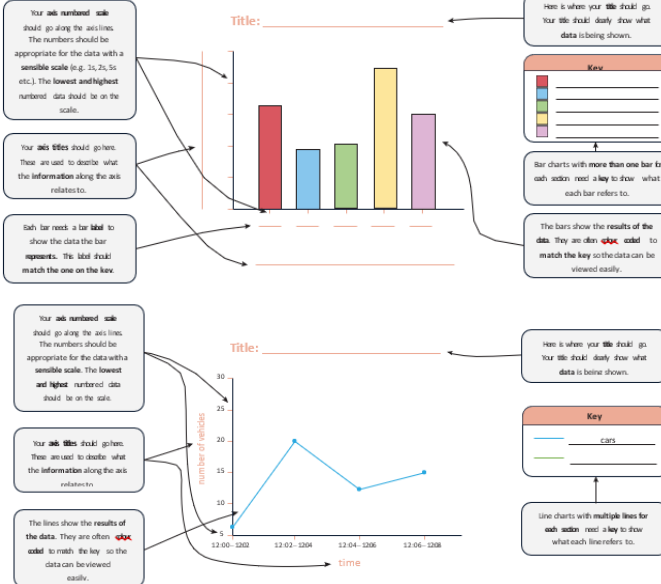 Your axis numbered scale
should go along the axis lines.
The numbers should be
appropriate for the data with a
sensible scale (e.g. 1s, 2s, 5s
etc.). The lowest and highest
numbered data should be on the
scale.
Your axis titles should go here.
These are used to describe what
the information along the axis
relates to.
Each bar needs a bar label to
show the data the bar
represents. This label should
match the one on the key.
Title:
Here is where your title should go.
Your title should clearly show what
data is being shown.
Key
Bar charts with more than one bar for
each section need a key to show what
each bar refers to.
The bars show the results of the
data. They are often colour coded to
match the key so the data can be
viewed easily.
Your axis numbered scale
should go along the axis lines.
The numbers should be
appropriate for the data with a
sensible scale. The lowest
and highest numbered data
should be on the scale.
Your axis titles should go here.
These are used to describe what
the information along the axis
relates to
The lines show the results of
the data. They are often colour
coded to match the key so the
data can be viewed
easily.
Title:
number of vehicles
30
25
20
15
10
5
12:00–1202
12:02–1204
12:04–1206
12:06–1208
time
Here is where your title should go.
Your title should clearly show what
data is being shown.
Key
cars
Line charts with multiple lines for
each section need a key to show
what each line refers to.